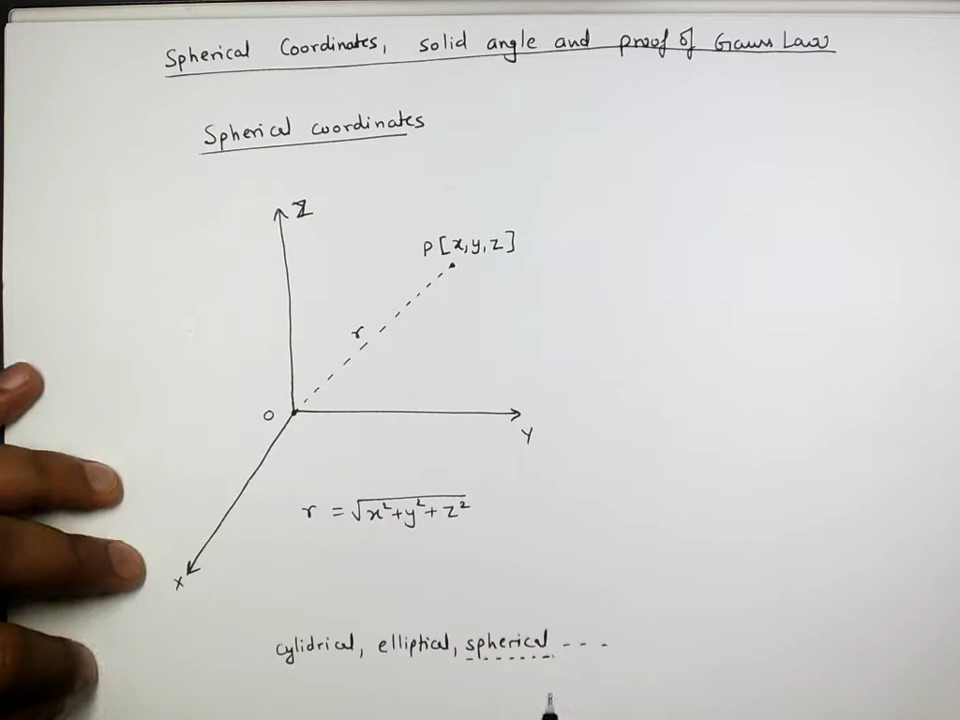 Spherical Coordinates, solid angle and proof of Gauss Law
Spherical coordinates
Z
P[x,y,z]
r
O
Y
r = √x²+y²+z²
X
cylidrical, elliptical, spherical - - - -